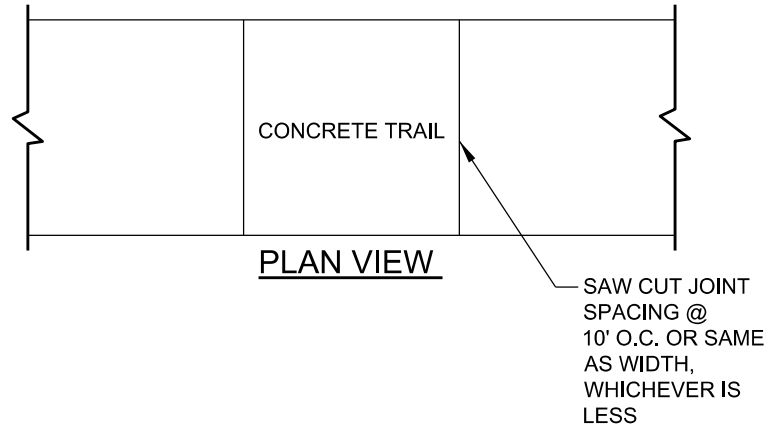 CONCRETE TRAIL
PLAN VIEW
SAW CUT JOINT
SPACING @
10' O.C. OR SAME
AS WIDTH,
WHICHEVER IS
LESS